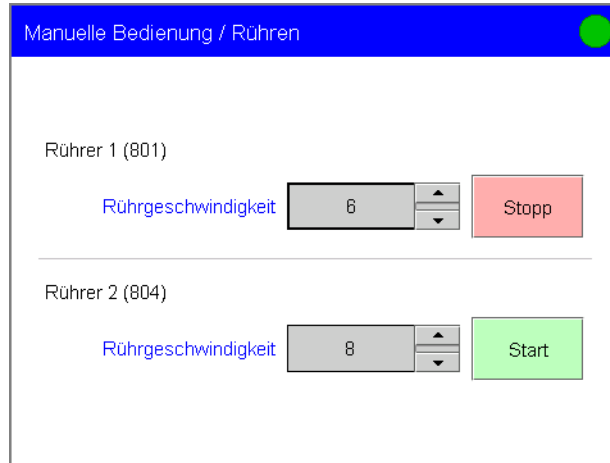 Manuelle Bedienung / Rühren
Rührer 1 (801)
Rührgeschwindigkeit 6 Stopp
Rührer 2 (804)
Rührgeschwindigkeit 8 Start